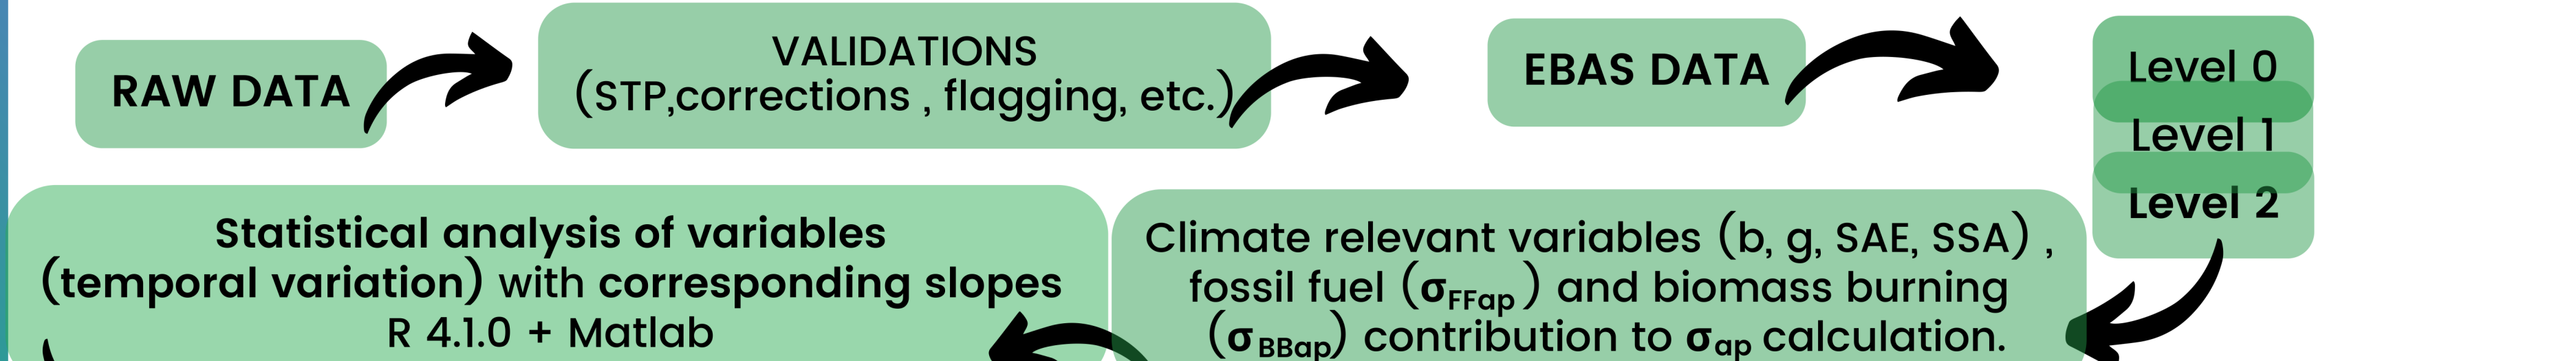 RAW DATA
VALIDATIONS
(STP,corrections , flagging, etc.)
EBAS DATA
Level 0
Level 1
Level 2
Climate relevant variables (b, g, SAE, SSA) ,
fossil fuel (σFFap ) and biomass burning
(σBBap) contribution to σap calculation.
Statistical analysis of variables
(temporal variation) with corresponding slopes
R 4.1.0 + Matlab